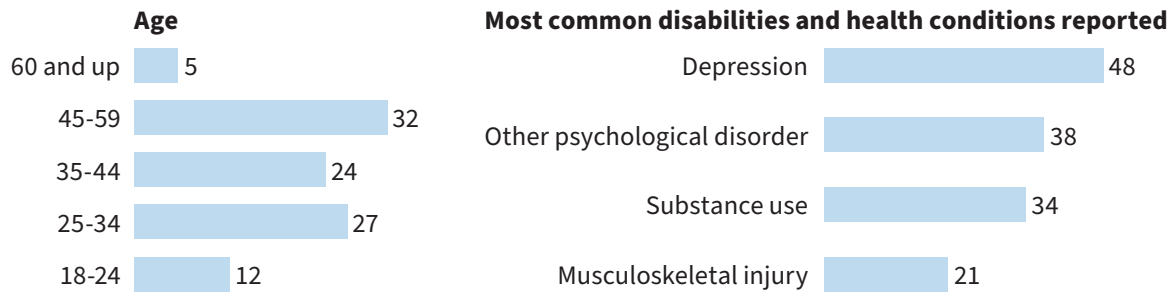 Age
60 and up 5
45-59 32
35-44 24
25-34 27
18-24 12
Most common disabilities and health conditions reported
Depression 48
Other psychological disorder 38
Substance use 34
Musculoskeletal injury 21